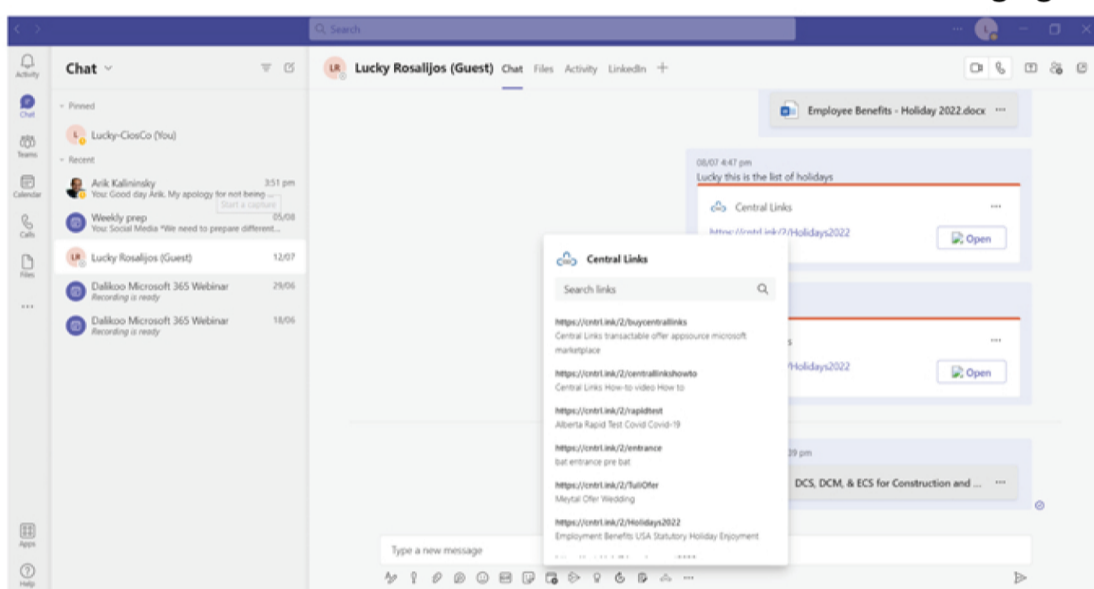 Search
Activity
Chat
Teams
Calendar
Calls
Files
Apps
Help
Chat
Pinned
Lucky-CiosCo (You)
Recent
Arik Kalininsky 3:51 pm
You: Good day Arik. My apology for not being ...
Start a capture
Weekly prep 05/08
You: Social Media "We need to prepare different...
LR Lucky Rosalijos (Guest) 12/07
Dalikoo Microsoft 365 Webinar 29/06
Recording is ready
Dalikoo Microsoft 365 Webinar 18/06
Recording is ready
LR Lucky Rosalijos (Guest) Chat Files Activity LinkedIn +
Employee Benefits - Holiday 2022.docx ...
08/07 4:47 pm
Lucky this is the list of holidays
Central Links ...
https://cntrl.ink/2/Holidays2022
Open
...
/Holidays2022
Open
39 pm
DCS, DCM, & ECS for Construction and ... ...
Central Links
Search links
https://cntrl.ink/2/buycentrallinks
Central Links transactable offer appsource microsoft
marketplace
https://cntrl.ink/2/centrallinkshowto
Central Links How-to video How to
https://cntrl.ink/2/rapidtest
Alberta Rapid Test Covid Covid-19
https://cntrl.ink/2/entrance
bat entrance pre bat
https://cntrl.ink/2/TuliOfer
Meytal Ofer Wedding
https://cntrl.ink/2/Holidays2022
Employment Benefits USA Statutory Holiday Enjoyment
Type a new message